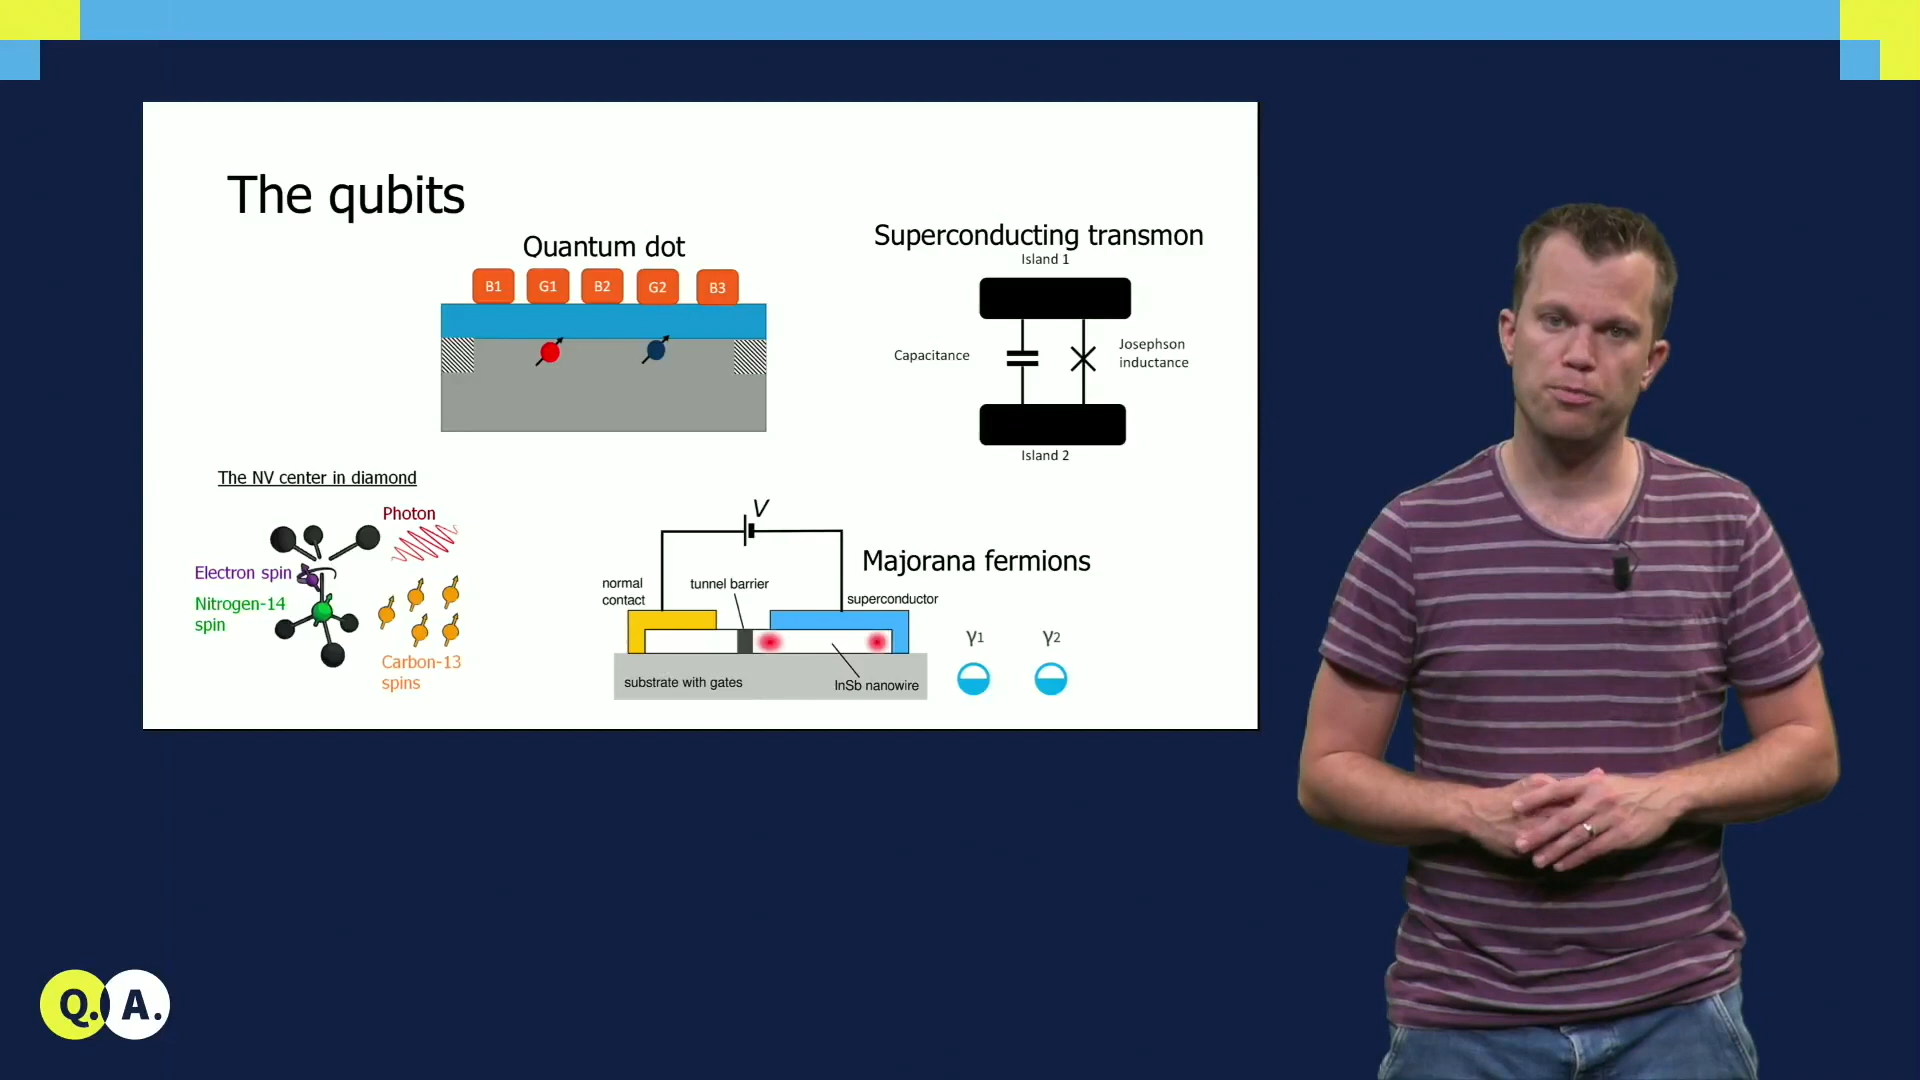 The qubits
Quantum dot
B1 G1 B2 G2 B3
Superconducting transmon
Island 1
Capacitance
Josephson
inductance
Island 2
The NV center in diamond
Photon
Electron spin
Nitrogen-14
spin
Carbon-13
spins
V
Majorana fermions
normal
contact
tunnel barrier
superconductor
substrate with gates
InSb nanowire
γ1 γ2
Q. A.